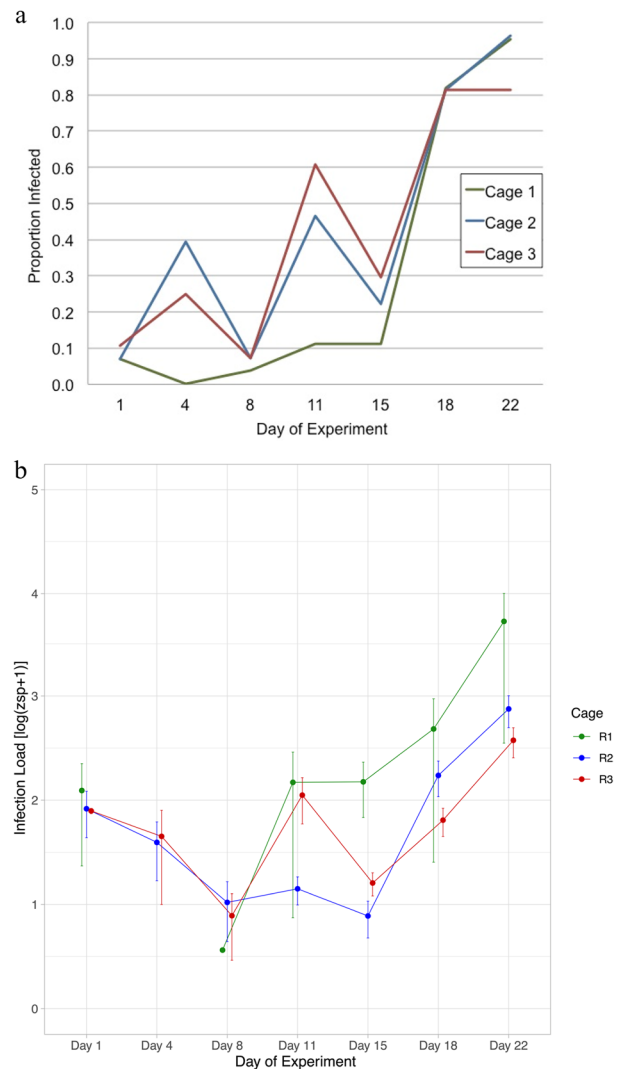 a
1.0
0.9
0.8
0.7
0.6
0.5
0.4
0.3
0.2
0.1
0.0
Proportion Infected
Cage 1
Cage 2
Cage 3
1 4 8 11 15 18 22
Day of Experiment
b
5
4
3
2
1
0
Infection Load [log(zsp+1)]
Cage
R1
R2
R3
Day 1 Day 4 Day 8 Day 11 Day 15 Day 18 Day 22
Day of Experiment